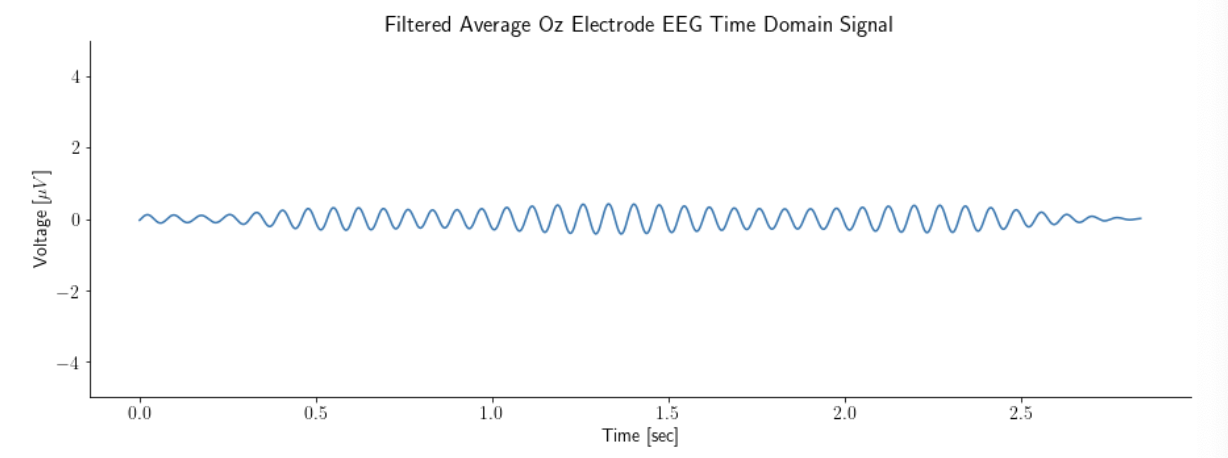 Filtered Average Oz Electrode EEG Time Domain Signal
4
2
0
−2
−4
Voltage [μV]
0.0 0.5 1.0 1.5 2.0 2.5
Time [sec]